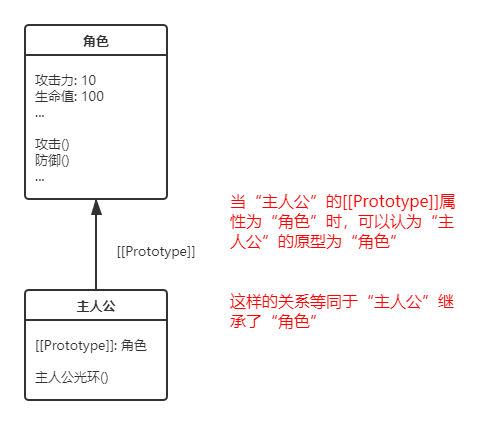 角色
攻击力: 10
生命值: 100
...
攻击()
防御()
...
当“主人公”的[[Prototype]]属
性为“角色”时，可以认为“主
人公”的原型为“角色”
[[Prototype]]
主人公
这样的关系等同于“主人公”继
承了“角色”
[[Prototype]]: 角色
主人公光环()